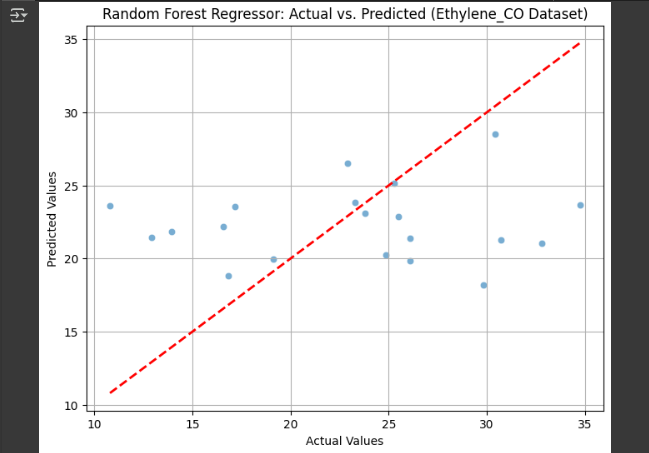 Random Forest Regressor: Actual vs. Predicted (Ethylene_CO Dataset)
35
30
25
20
15
10
Predicted Values
10 15 20 25 30 35
Actual Values